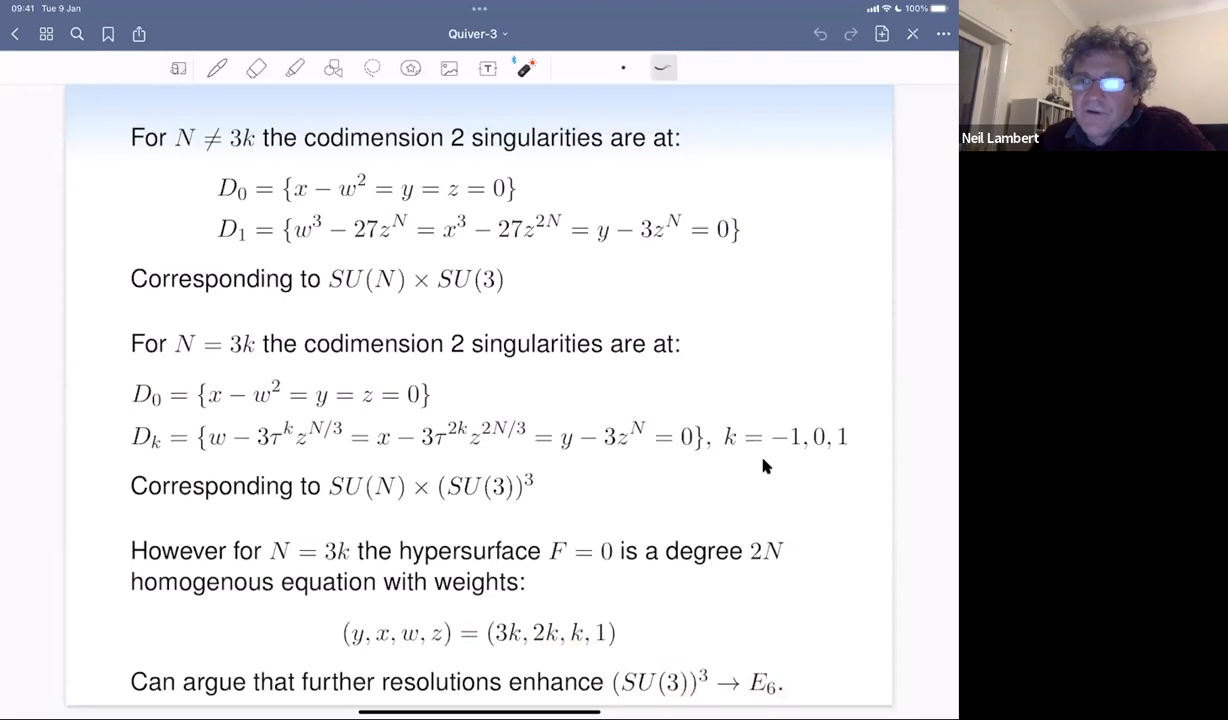 09:41 Tue 9 Jan
100%
Quiver-3
T
Neil Lambert
For N ≠ 3k the codimension 2 singularities are at:
D₀ = {x − w² = y = z = 0}
D₁ = {w³ − 27z^N = x³ − 27z^{2N} = y − 3z^N = 0}
Corresponding to SU(N) × SU(3)
For N = 3k the codimension 2 singularities are at:
D₀ = {x − w² = y = z = 0}
D_k = {w − 3τ^k z^{N/3} = x − 3τ^{2k} z^{2N/3} = y − 3z^N = 0}, k = −1, 0, 1
Corresponding to SU(N) × (SU(3))³
However for N = 3k the hypersurface F = 0 is a degree 2N
homogenous equation with weights:
(y, x, w, z) = (3k, 2k, k, 1)
Can argue that further resolutions enhance (SU(3))³ → E₆.